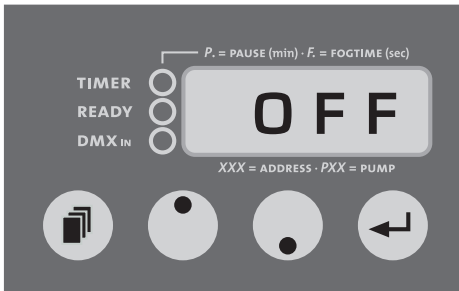 P. = PAUSE (min) · F. = FOGTIME (sec)
TIMER
READY
DMX IN
OFF
XXX = ADDRESS · PXX = PUMP